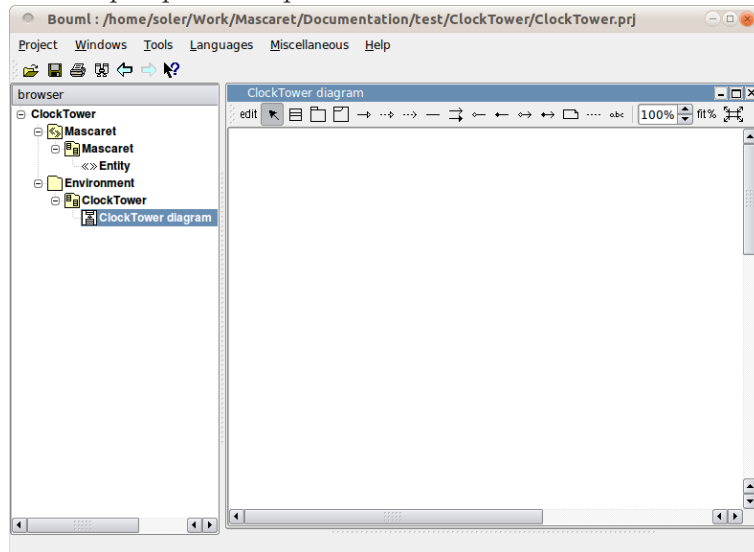 Bouml : /home/soler/Work/Mascaret/Documentation/test/ClockTower/ClockTower.prj
Project Windows Tools Languages Miscellaneous Help
browser
ClockTower
Mascaret
Mascaret
«» Entity
Environment
ClockTower
ClockTower diagram
ClockTower diagram
edit abc 100% fit%